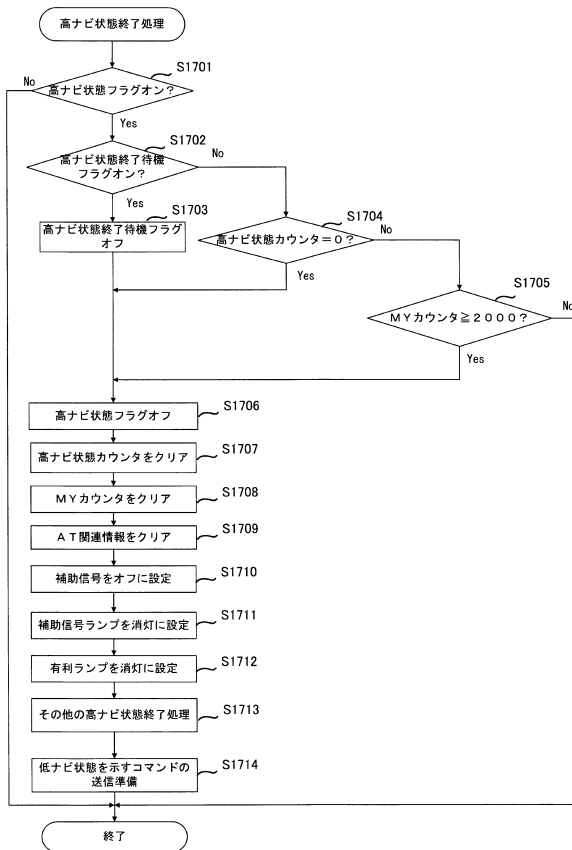 高ナビ状態終了処理
S1701
No
高ナビ状態フラグオン？
Yes
S1702
高ナビ状態終了待機
フラグオン？
No
Yes
S1703
高ナビ状態終了待機フラグ
オフ
S1704
高ナビ状態カウンタ＝０？
No
Yes
S1705
ＭＹカウンタ≧２０００？
No
Yes
高ナビ状態フラグオフ
S1706
高ナビ状態カウンタをクリア
S1707
ＭＹカウンタをクリア
S1708
ＡＴ関連情報をクリア
S1709
補助信号をオフに設定
S1710
補助信号ランプを消灯に設定
S1711
有利ランプを消灯に設定
S1712
その他の高ナビ状態終了処理
S1713
低ナビ状態を示すコマンドの
送信準備
S1714
終了